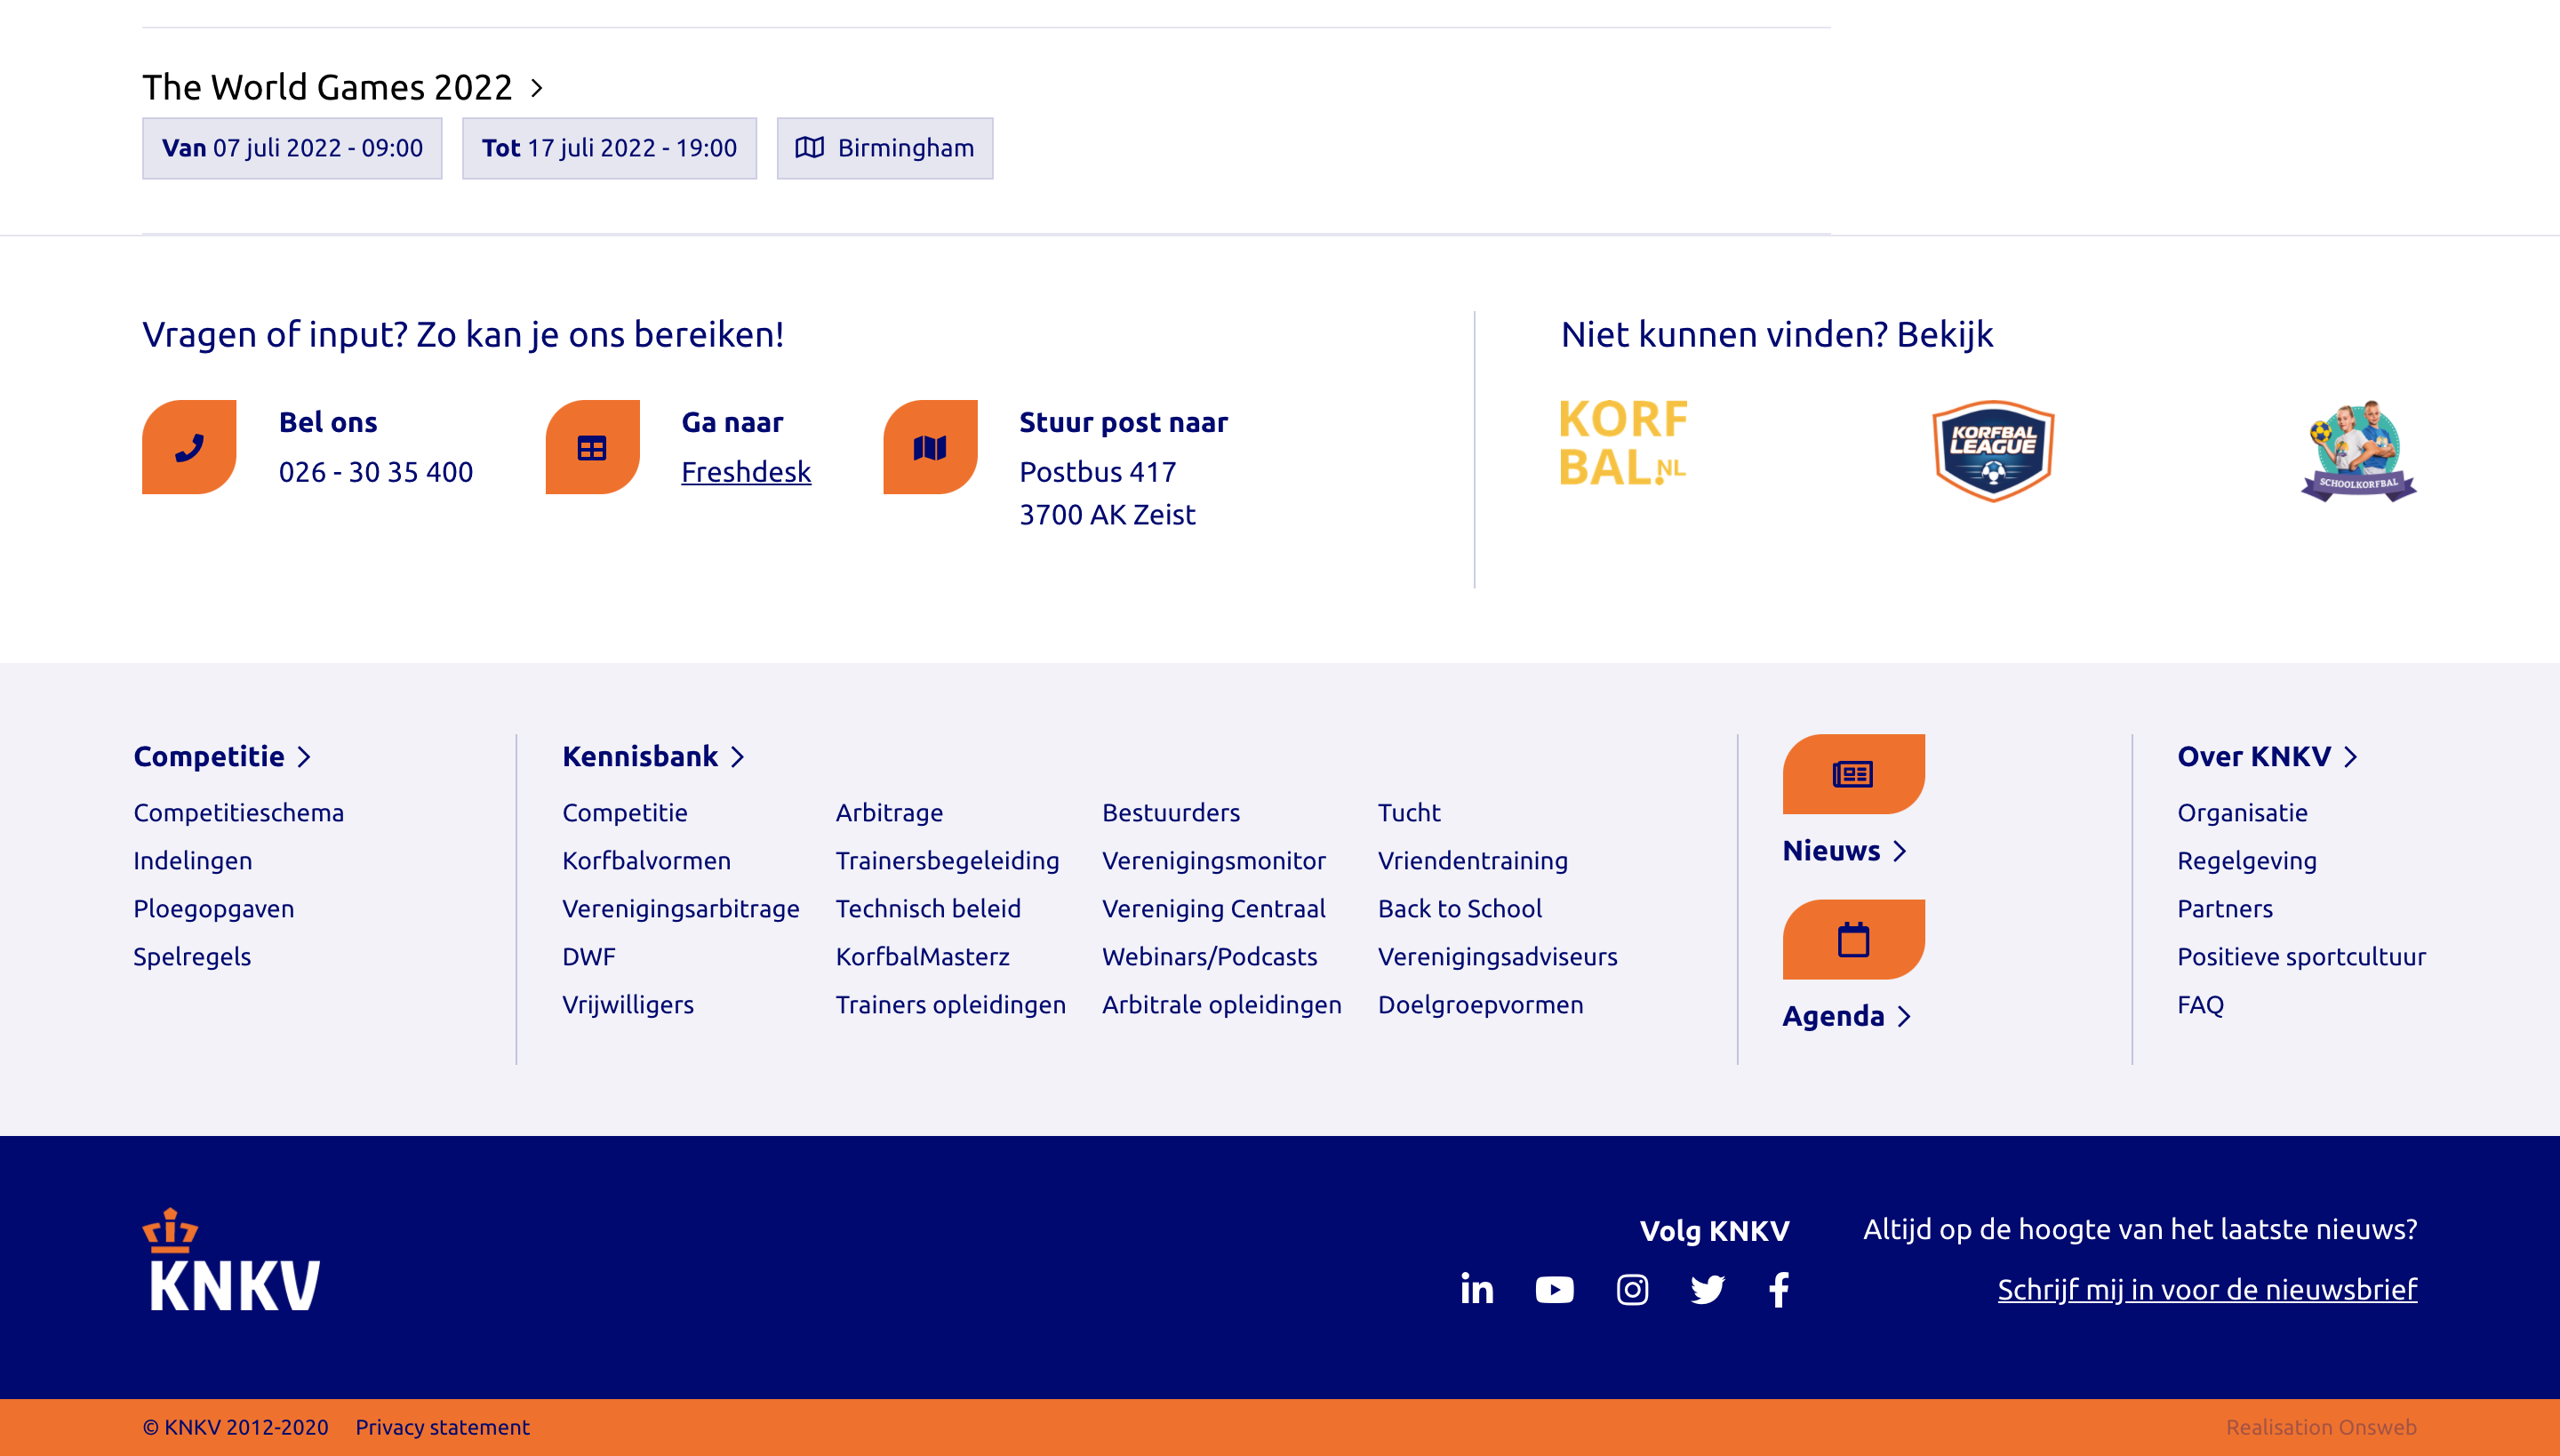 The World Games 2022
Van 07 juli 2022 - 09:00
Tot 17 juli 2022 - 19:00
Birmingham
Vragen of input? Zo kan je ons bereiken!
Bel ons
026 - 30 35 400
Ga naar
Freshdesk
Stuur post naar
Postbus 417
3700 AK Zeist
Niet kunnen vinden? Bekijk
KORF
BAL.NL
KORFBAL
LEAGUE
SCHOOLKORFBAL
Competitie
Competitieschema
Indelingen
Ploegopgaven
Spelregels
Kennisbank
Competitie
Korfbalvormen
Verenigingsarbitrage
DWF
Vrijwilligers
Arbitrage
Trainersbegeleiding
Technisch beleid
KorfbalMasterz
Trainers opleidingen
Bestuurders
Verenigingsmonitor
Vereniging Centraal
Webinars/Podcasts
Arbitrale opleidingen
Tucht
Vriendentraining
Back to School
Verenigingsadviseurs
Doelgroepvormen
Nieuws
Agenda
Over KNKV
Organisatie
Regelgeving
Partners
Positieve sportcultuur
FAQ
KNKV
Volg KNKV
Altijd op de hoogte van het laatste nieuws?
Schrijf mij in voor de nieuwsbrief
© KNKV 2012-2020
Privacy statement
Realisation Onsweb